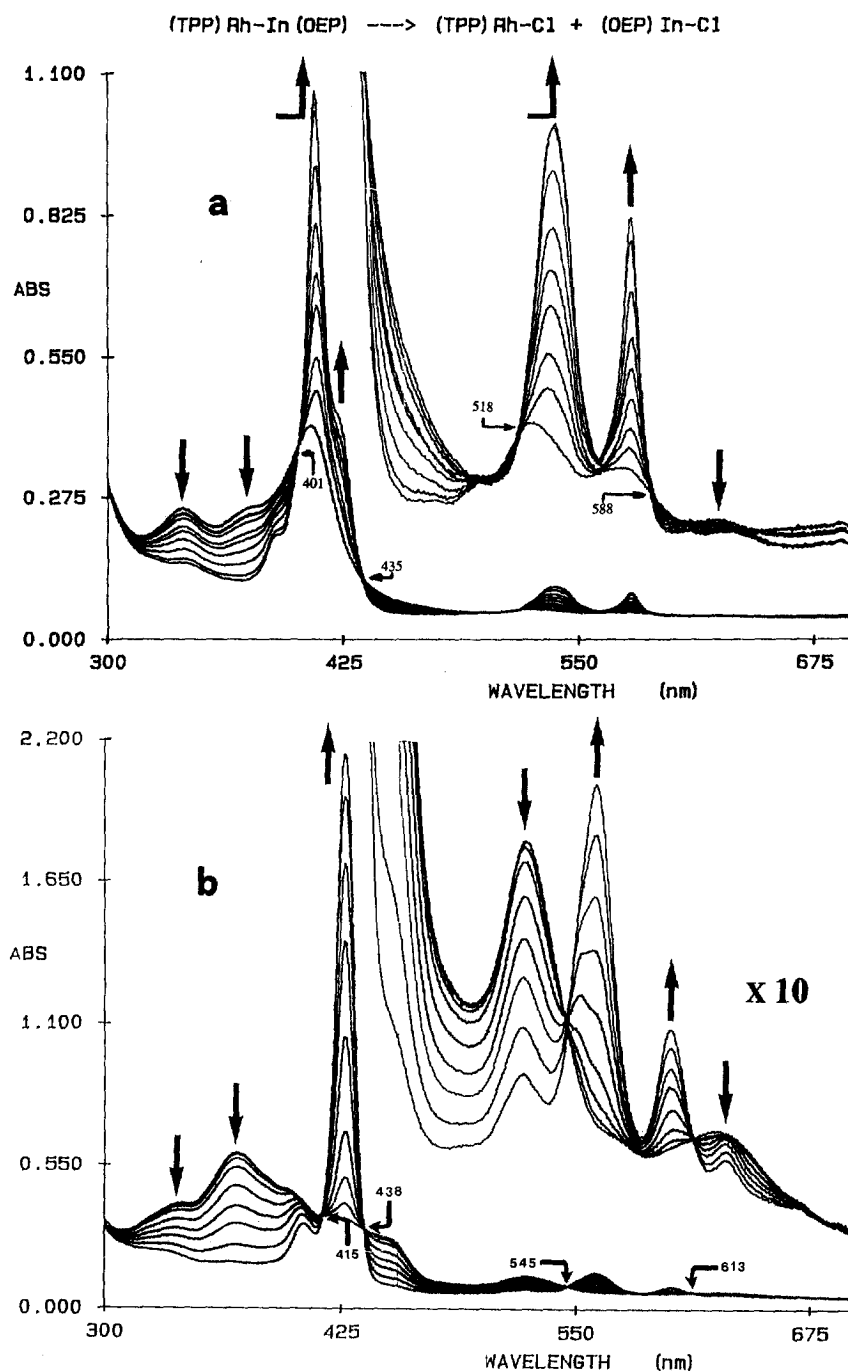 (TPP) Rh-In (OEP) ---> (TPP) Rh-Cl + (OEP) In-Cl
1.100
a
0.825
ABS
0.550
518
401
588
0.275
435
0.000
300 425 550 675
WAVELENGTH (nm)
2.200
b
1.650
ABS
X 10
1.100
0.550
438
415
545
613
0.000
300 425 550 675
WAVELENGTH (nm)